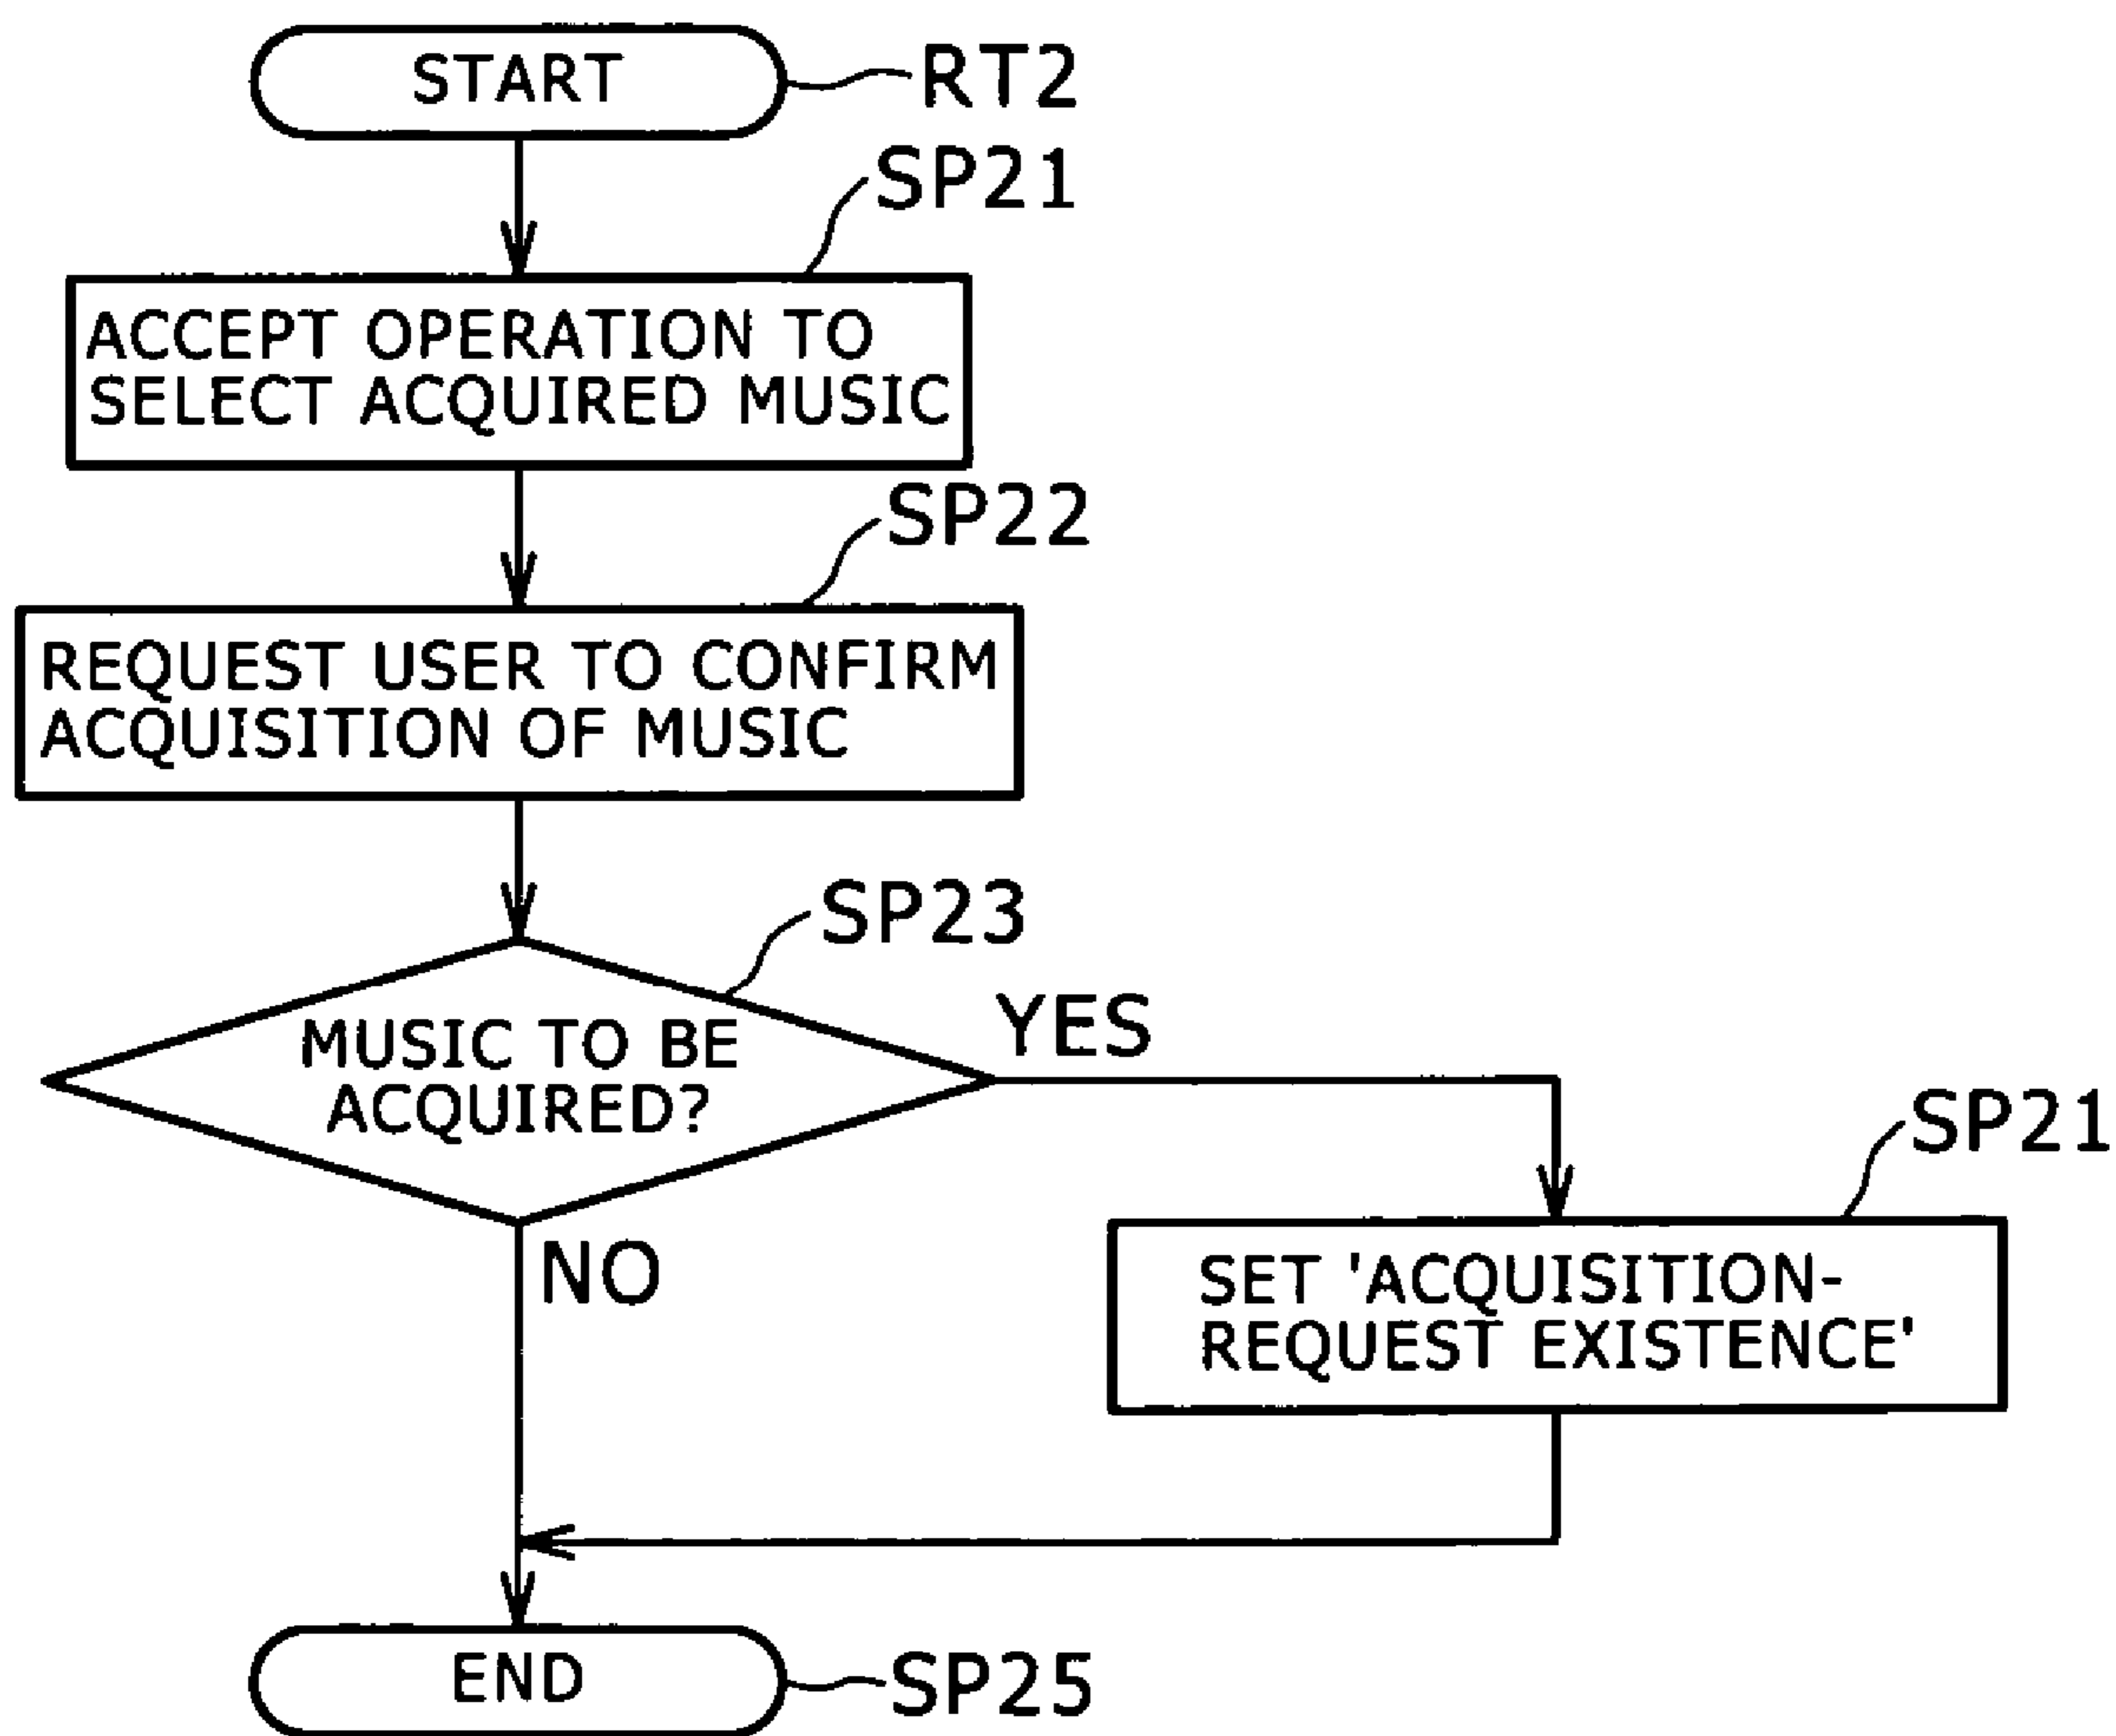 START
RT2
SP21
ACCEPT OPERATION TO
SELECT ACQUIRED MUSIC
SP22
REQUEST USER TO CONFIRM
ACQUISITION OF MUSIC
SP23
MUSIC TO BE
ACQUIRED?
YES
NO
SP21
SET 'ACQUISITION-
REQUEST EXISTENCE'
END
SP25